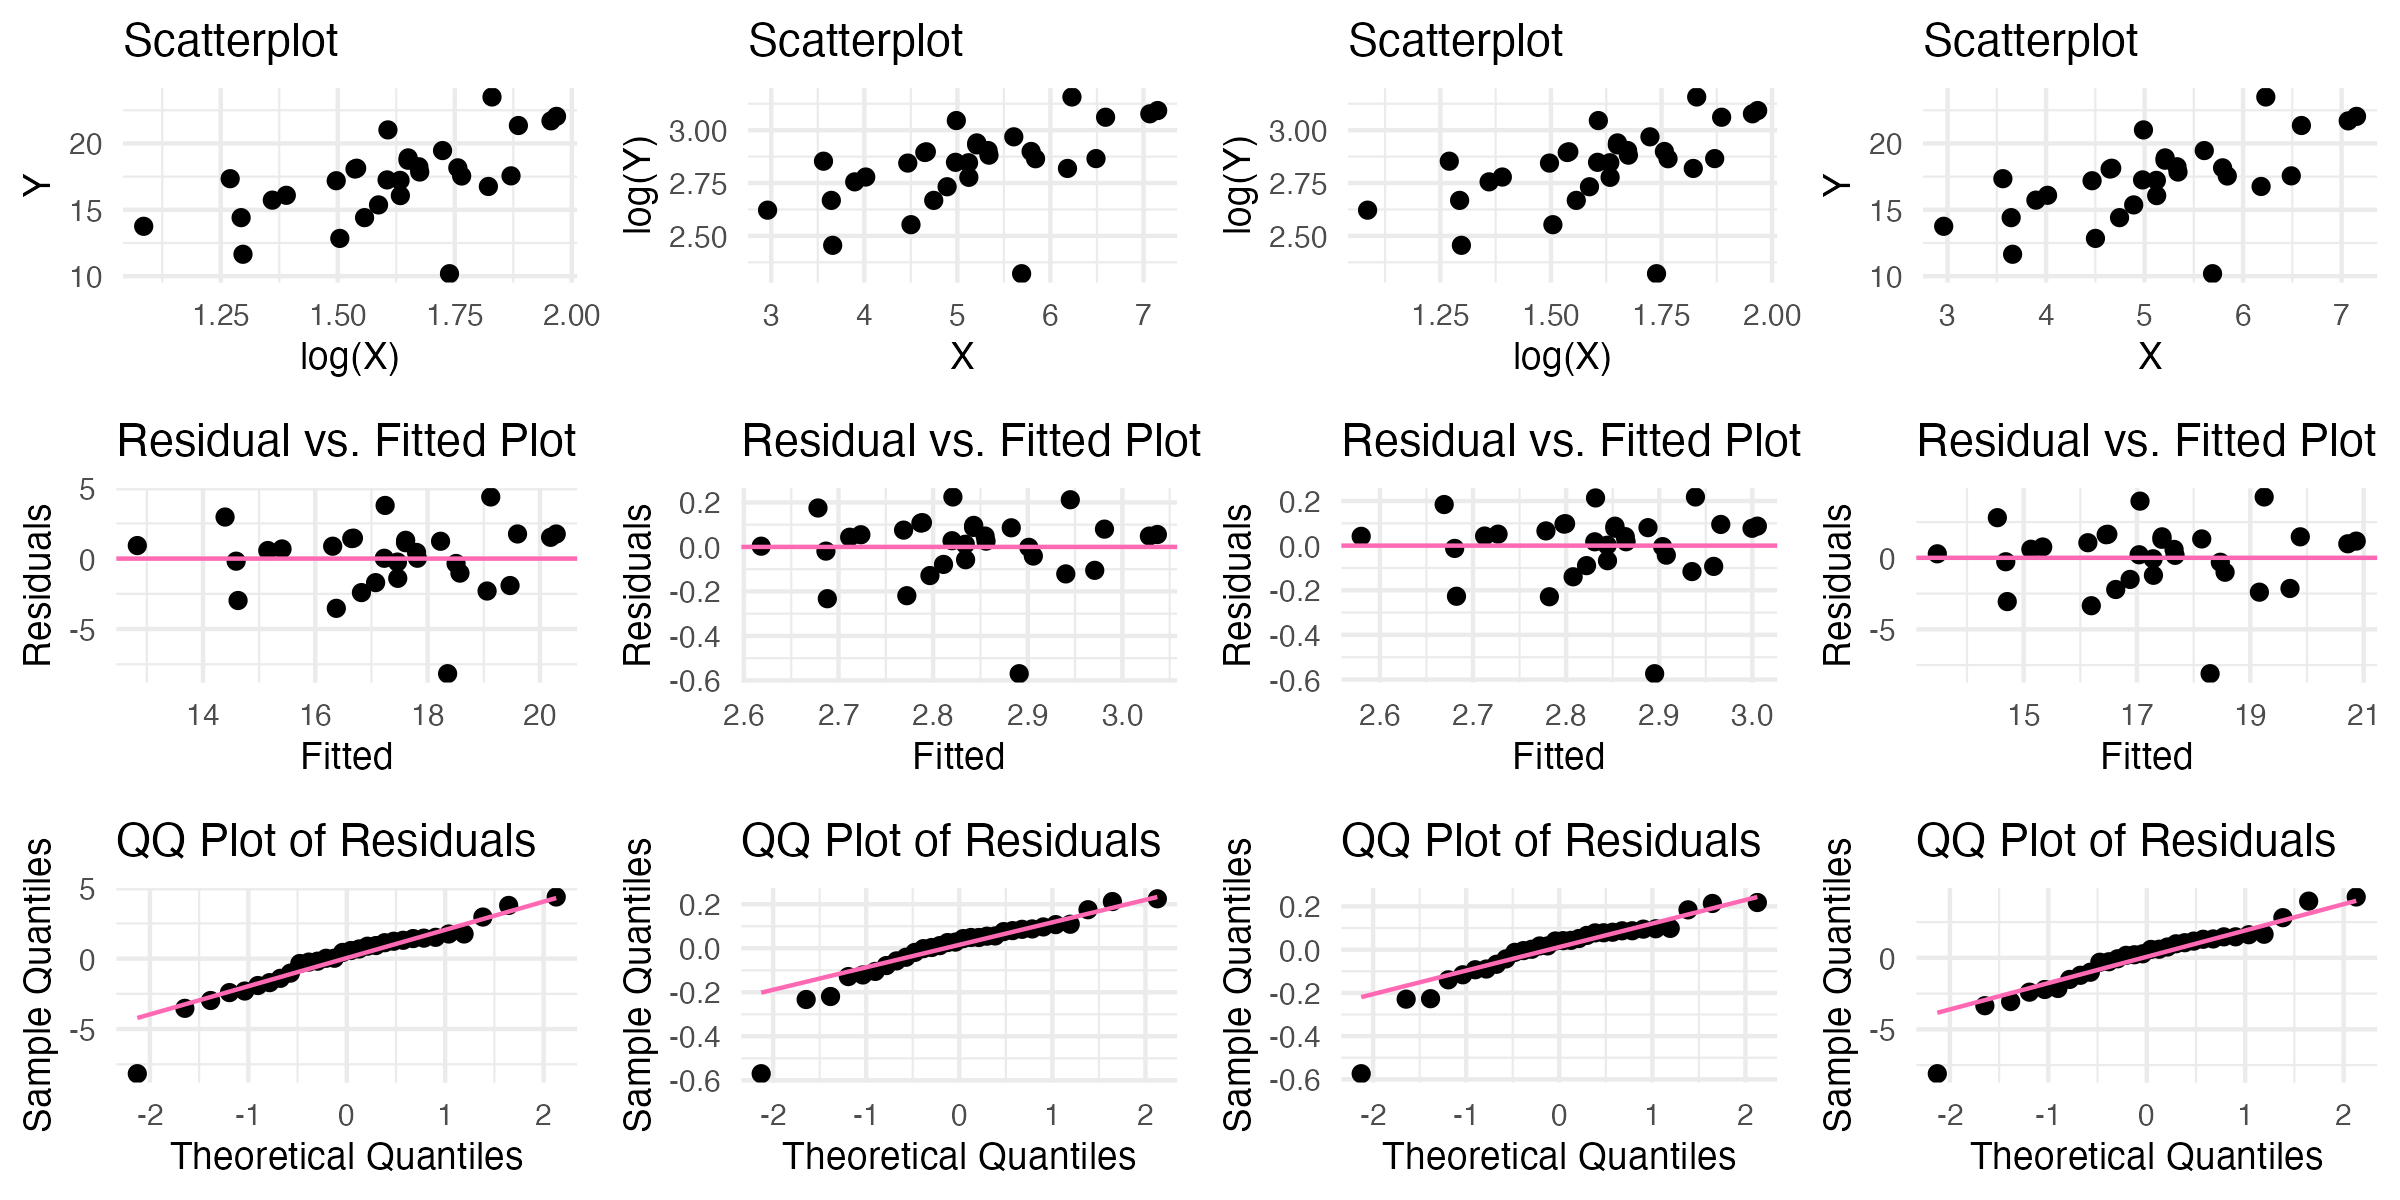 Scatterplot
Scatterplot
Scatterplot
Scatterplot
Y
20
15
10
1.25 1.50 1.75 2.00
log(X)
log(Y)
3.00
2.75
2.50
3 4 5 6 7
X
log(Y)
3.00
2.75
2.50
1.25 1.50 1.75 2.00
log(X)
Y
20
15
10
3 4 5 6 7
X
Residual vs. Fitted Plot
Residual vs. Fitted Plot
Residual vs. Fitted Plot
Residual vs. Fitted Plot
Residuals
5
0
-5
14 16 18 20
Fitted
Residuals
0.2
0.0
-0.2
-0.4
-0.6
2.6 2.7 2.8 2.9 3.0
Fitted
Residuals
0.2
0.0
-0.2
-0.4
-0.6
2.6 2.7 2.8 2.9 3.0
Fitted
Residuals
0
-5
15 17 19 21
Fitted
QQ Plot of Residuals
QQ Plot of Residuals
QQ Plot of Residuals
QQ Plot of Residuals
Sample Quantiles
5
0
-5
-2 -1 0 1 2
Theoretical Quantiles
Sample Quantiles
0.2
0.0
-0.2
-0.4
-0.6
-2 -1 0 1 2
Theoretical Quantiles
Sample Quantiles
0.2
0.0
-0.2
-0.4
-0.6
-2 -1 0 1 2
Theoretical Quantiles
Sample Quantiles
0
-5
-2 -1 0 1 2
Theoretical Quantiles